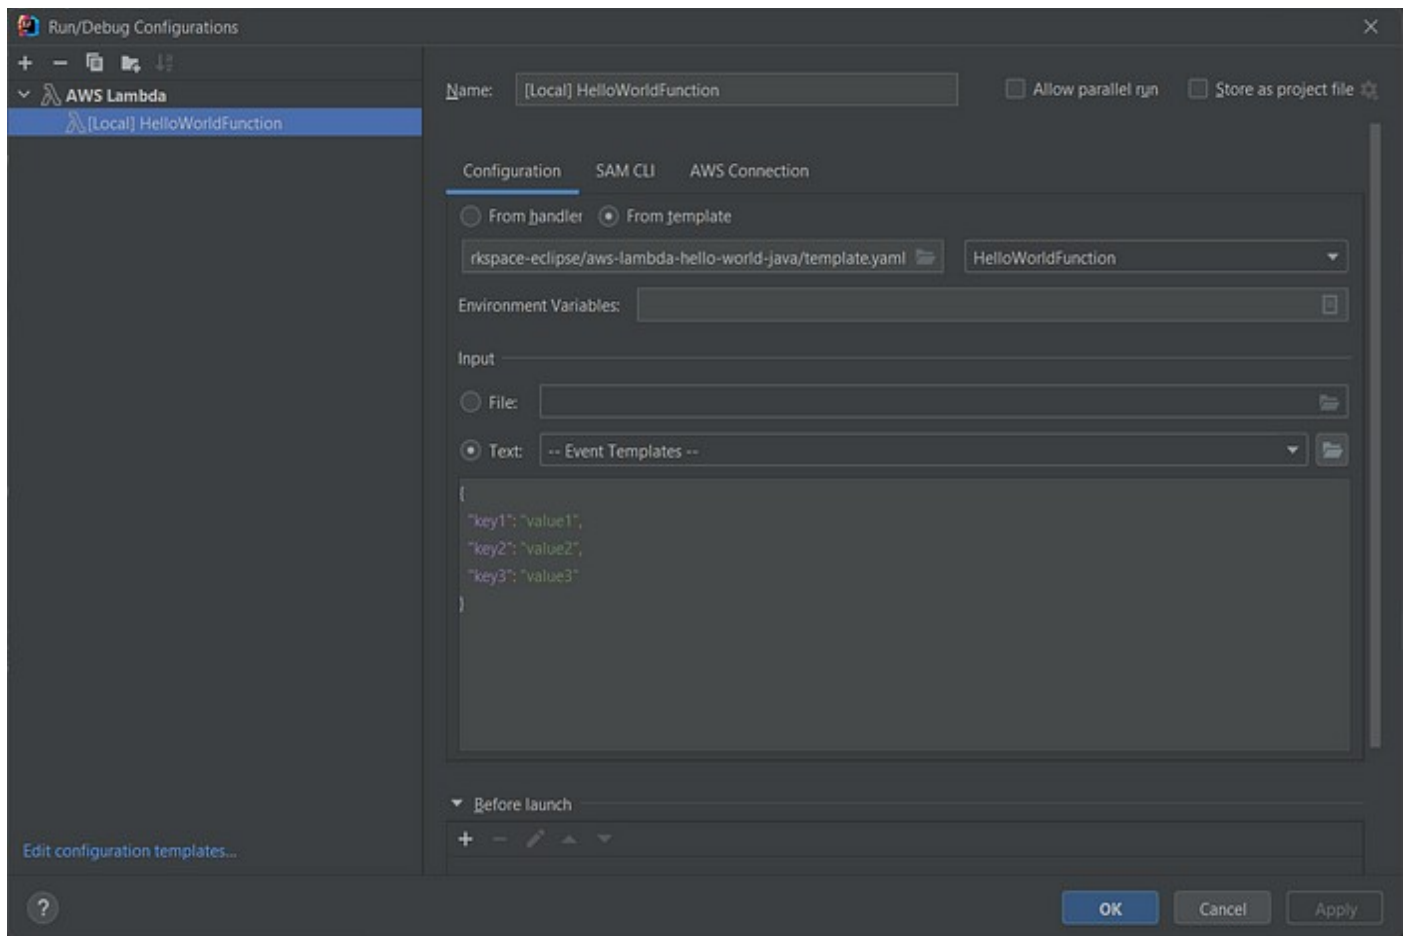 Run/Debug Configurations
AWS Lambda
[Local] HelloWorldFunction
Edit configuration templates...
Name: [Local] HelloWorldFunction Allow parallel run Store as project file
Configuration SAM CLI AWS Connection
From handler From template
rkspace-eclipse/aws-lambda-hello-world-java/template.yaml HelloWorldFunction
Environment Variables:
Input
File:
Text: -- Event Templates --
{
"key1": "value1",
"key2": "value2",
"key3": "value3"
}
Before launch
? OK Cancel Apply